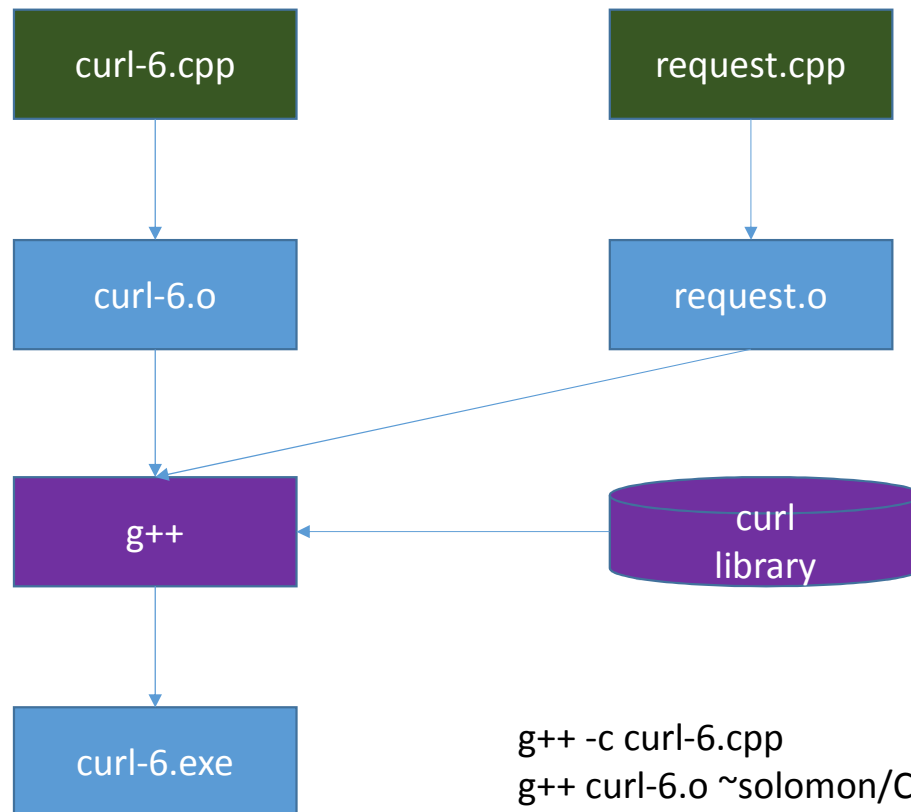 curl-6.cpp
request.cpp
curl-6.o
request.o
g++
curl
library
curl-6.exe
g++ -c curl-6.cpp
g++ curl-6.o ~solomon/